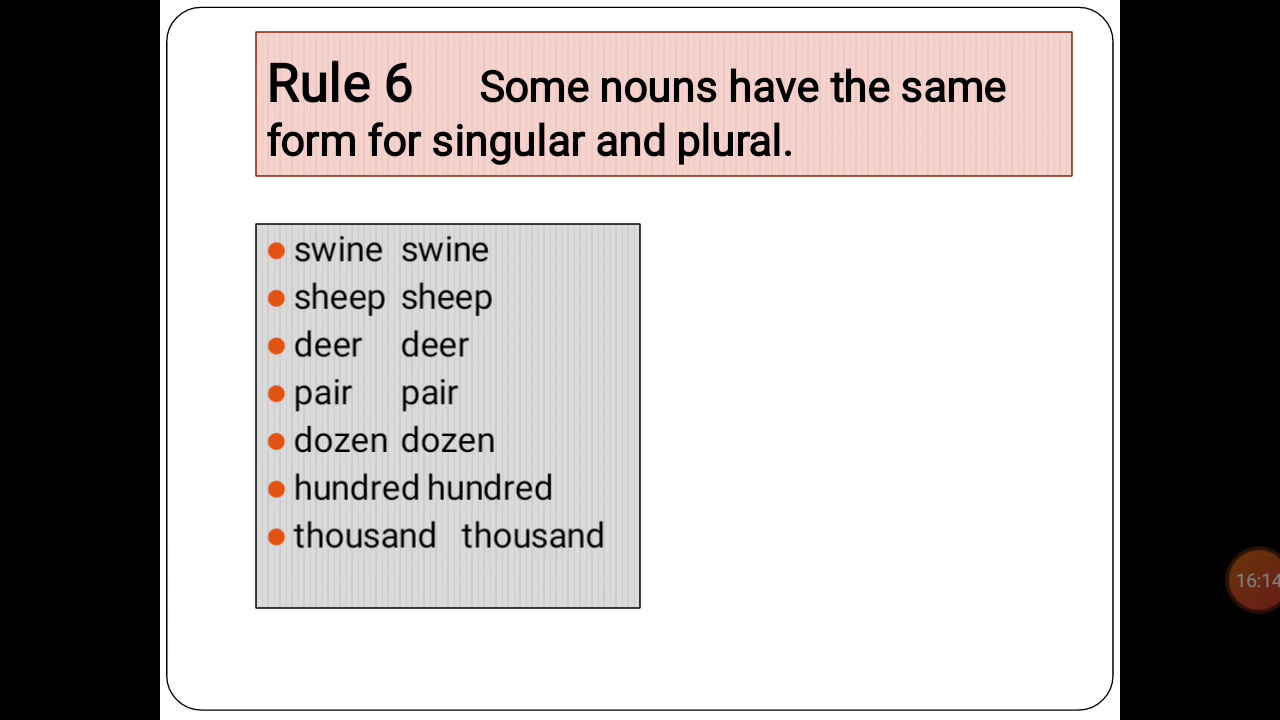 Rule 6 Some nouns have the same
form for singular and plural.
swine swine
sheep sheep
deer deer
pair pair
dozen dozen
hundred hundred
thousand thousand
16:14